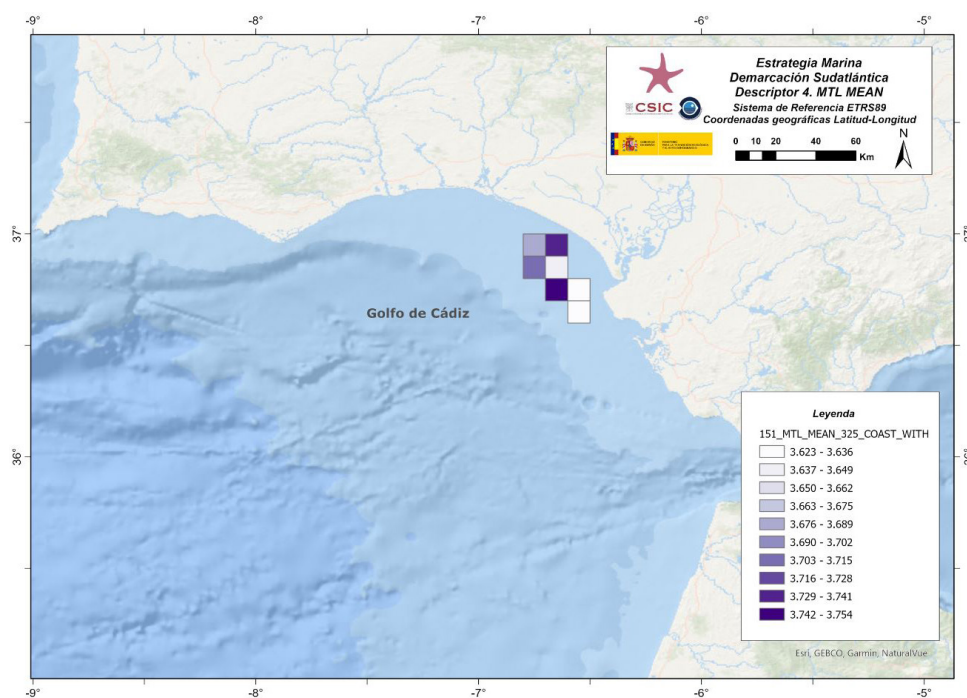 -9° -8° -7° -6° -5°
Estrategia Marina
Demarcación Sudatlántica
Descriptor 4. MTL MEAN
Sistema de Referencia ETRS89
Coordenadas geográficas Latitud-Longitud
CSIC
N
0 10 20 40 60
Km
37° 37°
Golfo de Cádiz
36° 36°
Leyenda
151_MTL_MEAN_325_COAST_WITH
3.623 - 3.636
3.637 - 3.649
3.650 - 3.662
3.663 - 3.675
3.676 - 3.689
3.690 - 3.702
3.703 - 3.715
3.716 - 3.728
3.729 - 3.741
3.742 - 3.754
Esri, GEBCO, Garmin, NaturalVue
-9° -8° -7° -6° -5°